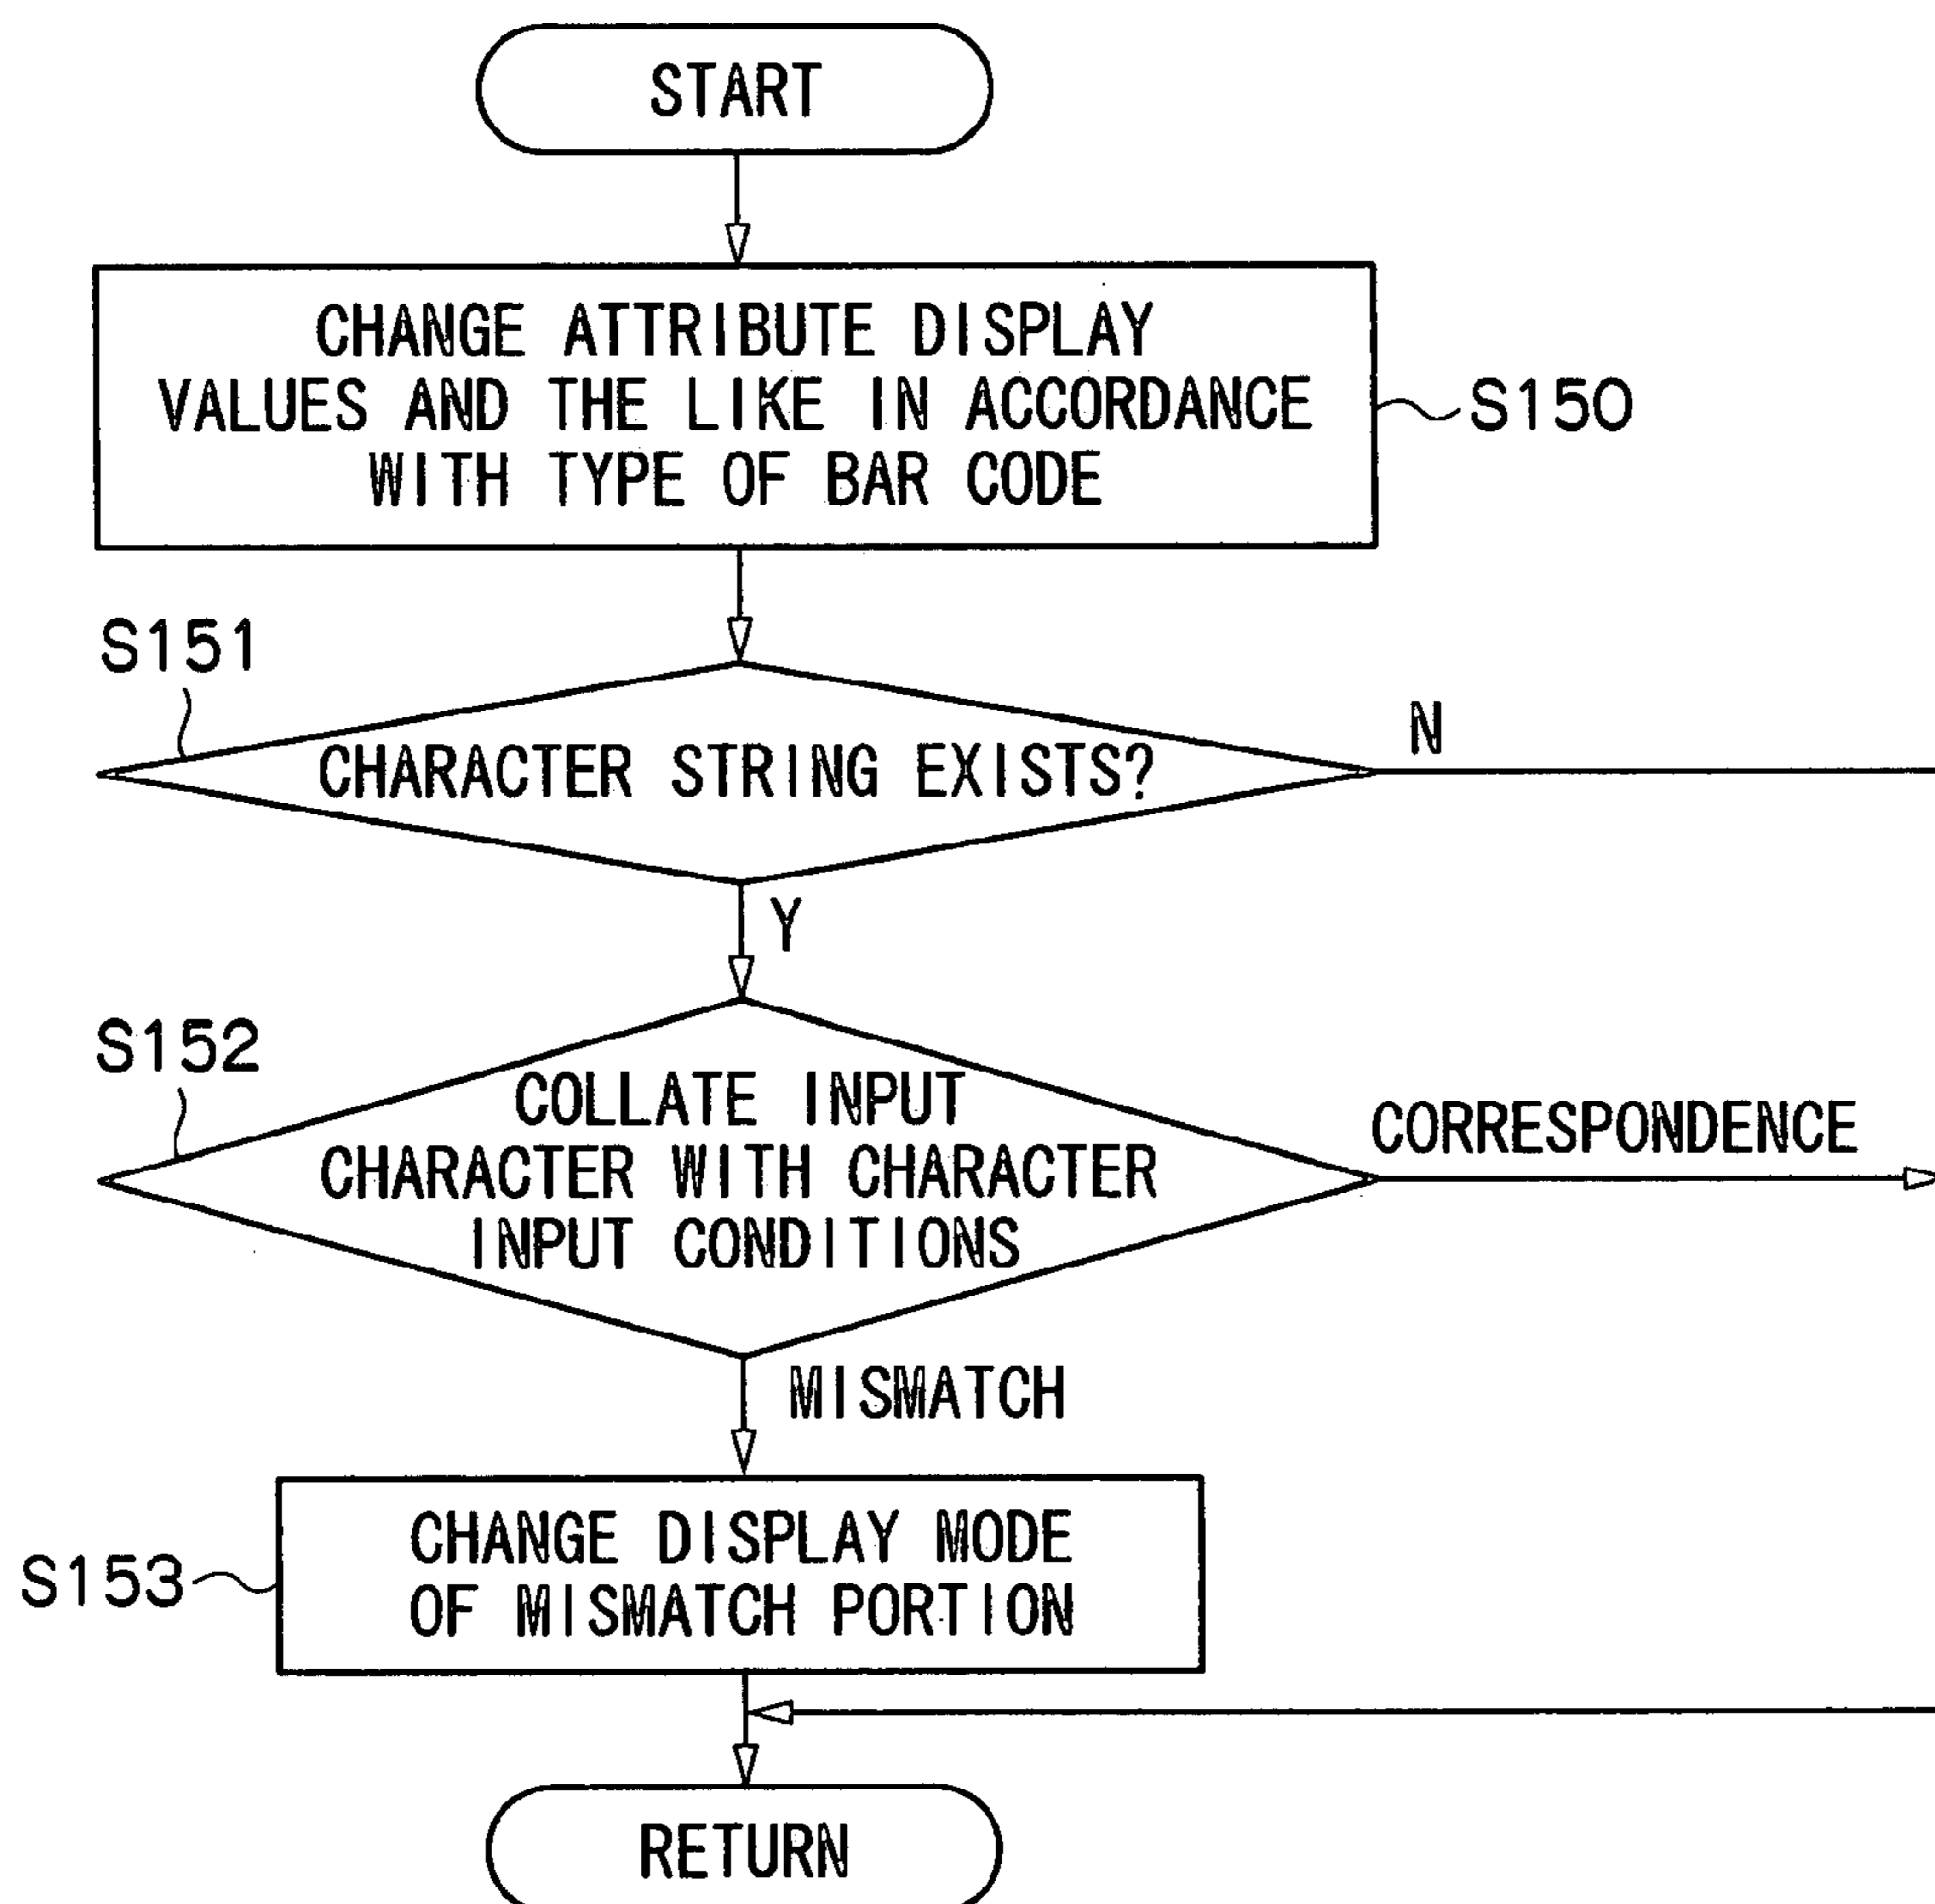 START
CHANGE ATTRIBUTE DISPLAY
VALUES AND THE LIKE IN ACCORDANCE
WITH TYPE OF BAR CODE
S150
S151
CHARACTER STRING EXISTS?
N
Y
S152
COLLATE INPUT
CHARACTER WITH CHARACTER
INPUT CONDITIONS
CORRESPONDENCE
MISMATCH
S153
CHANGE DISPLAY MODE
OF MISMATCH PORTION
RETURN